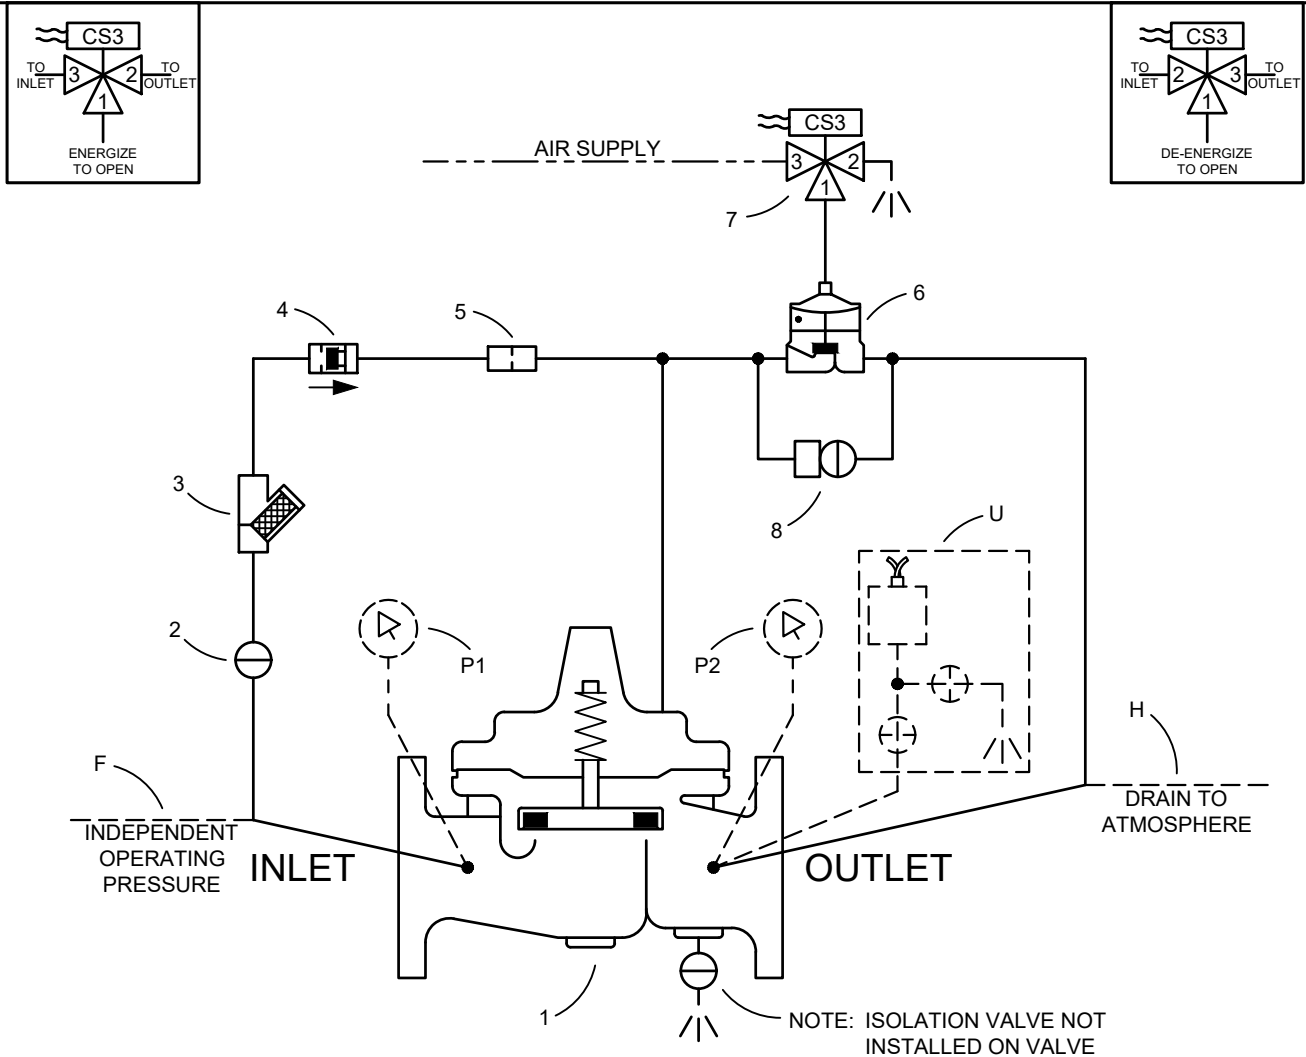 CS3
TO
INLET
3
2
TO
OUTLET
1
ENERGIZE
TO OPEN
CS3
TO
INLET
2
3
TO
OUTLET
1
DE-ENERGIZE
TO OPEN
CS3
AIR SUPPLY
3
2
1
7
6
4
5
3
8
U
2
P1
P2
H
F
INDEPENDENT
OPERATING
PRESSURE
INLET
OUTLET
DRAIN TO
ATMOSPHERE
1
NOTE: ISOLATION VALVE NOT
INSTALLED ON VALVE